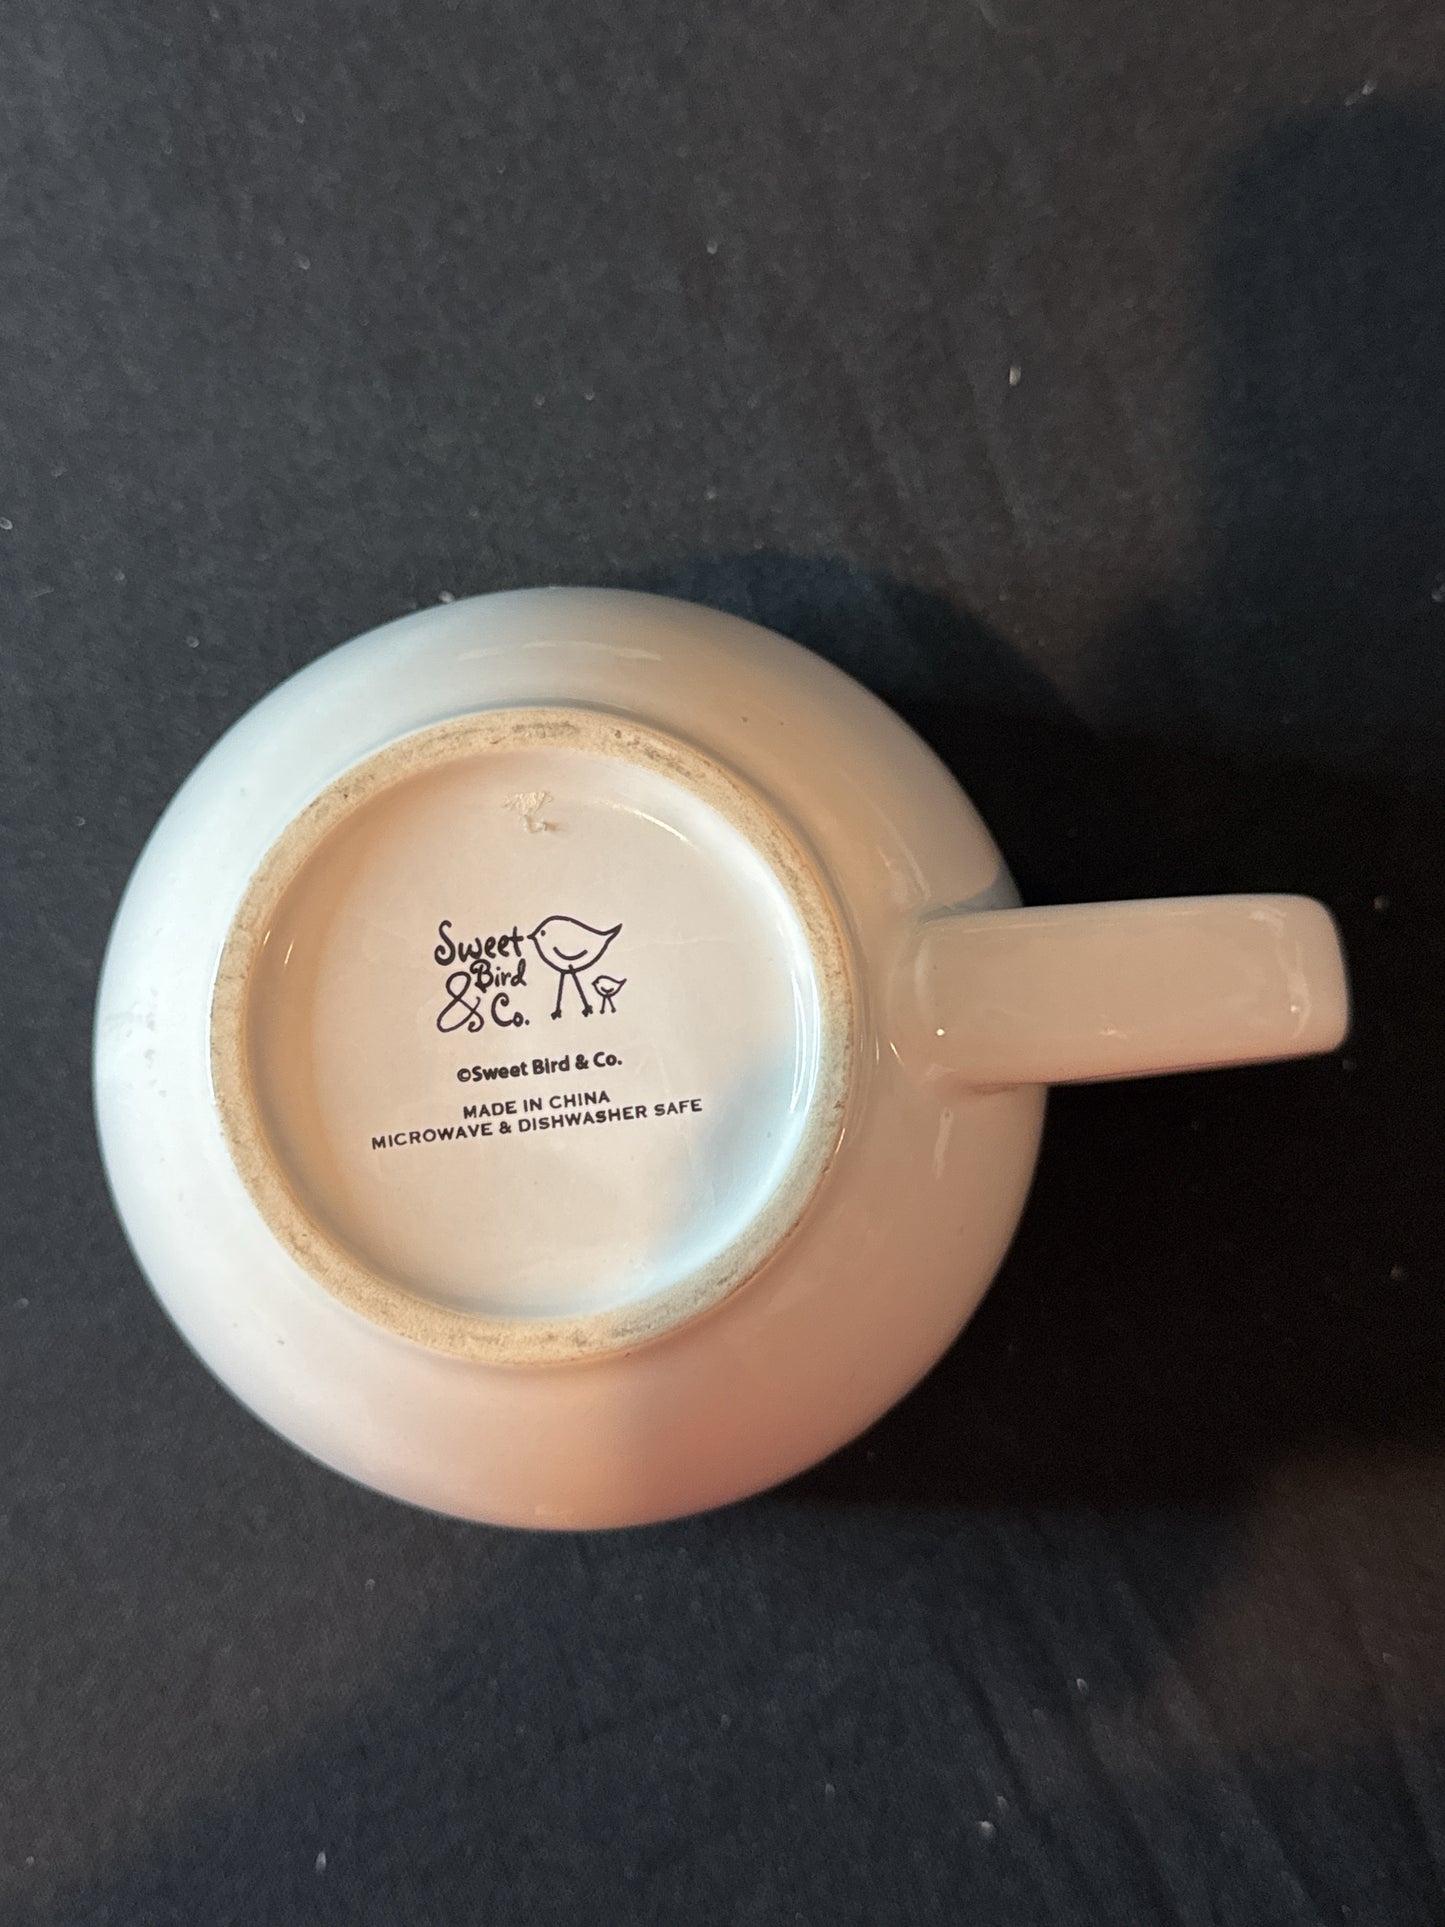 Sweet
Bird
& Co.
©Sweet Bird & Co.
MADE IN CHINA
MICROWAVE & DISHWASHER SAFE